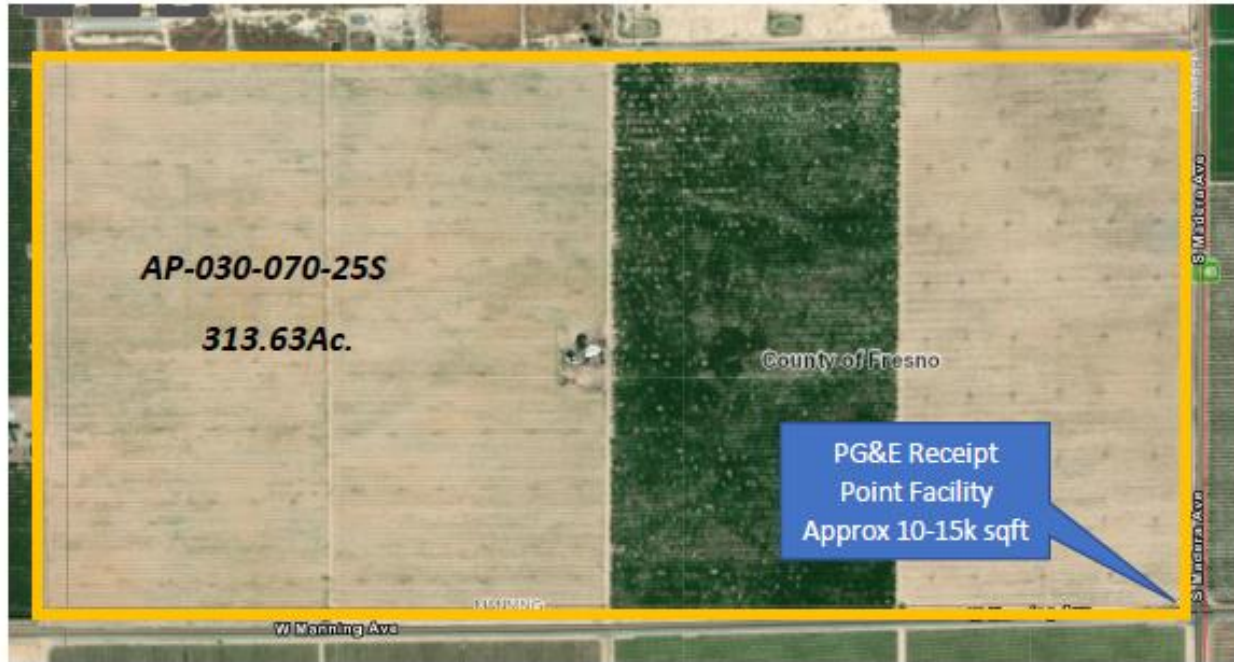 AP-030-070-25S
313.63Ac.
S Madera Ave
County of Fresno
PG&E Receipt
Point Facility
Approx 10-15k sqft
S Madera Ave
W Manning Ave